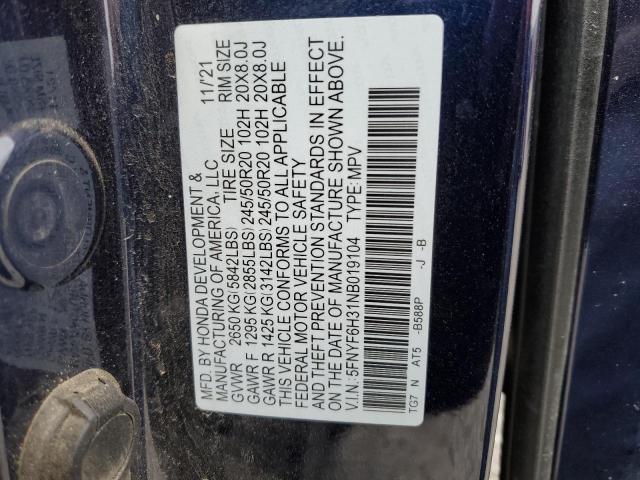 MFD. BY HONDA DEVELOPMENT & 11/'21
MANUFACTURING OF AMERICA, LLC
GVWR 2650 KG(5842LBS) TIRE SIZE RIM SIZE
GAWR F 1295 KG(2855LBS) 245/50R20 102H 20X8.0J
GAWR R 1425 KG(3142LBS) 245/50R20 102H 20X8.0J
THIS VEHICLE CONFORMS TO ALL APPLICABLE
FEDERAL MOTOR VEHICLE SAFETY
AND THEFT PREVENTION STANDARDS IN EFFECT
ON THE DATE OF MANUFACTURE SHOWN ABOVE.
V.I.N.:5FNYF6H31NB019104 TYPE: MPV
TG7 N AT5 -B588P -J -B